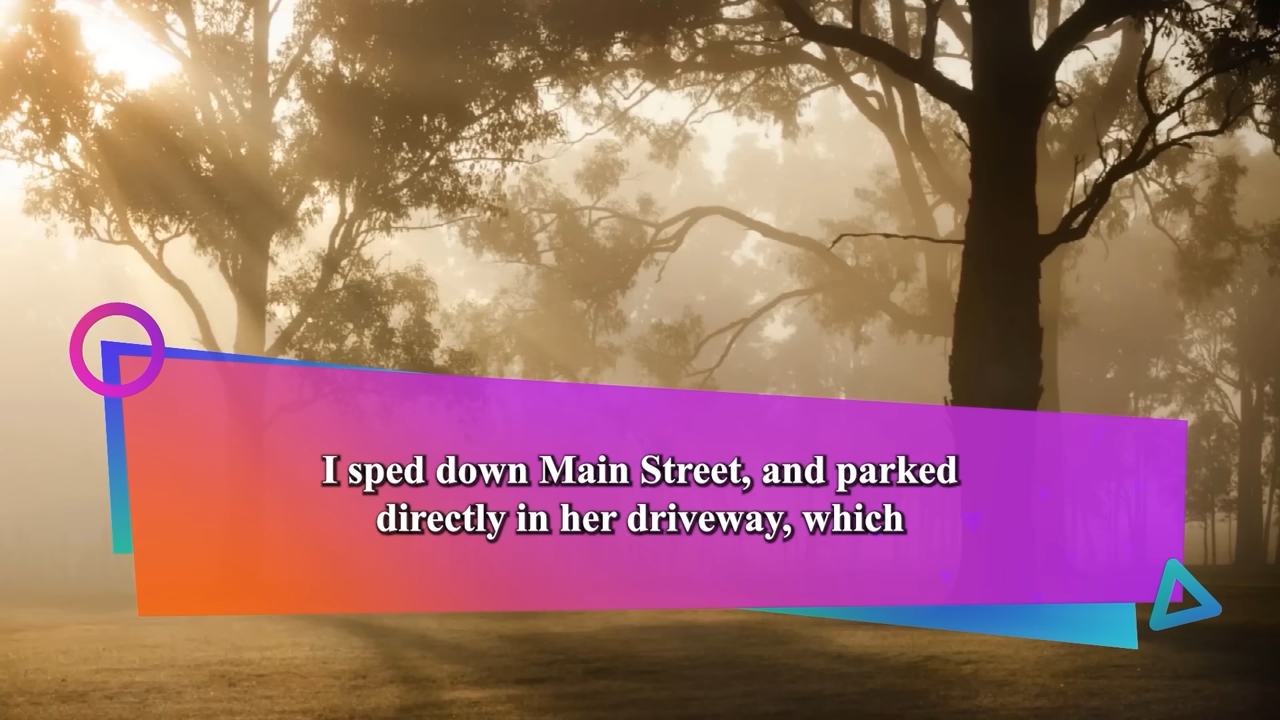 I sped down Main Street, and parked
directly in her driveway, which